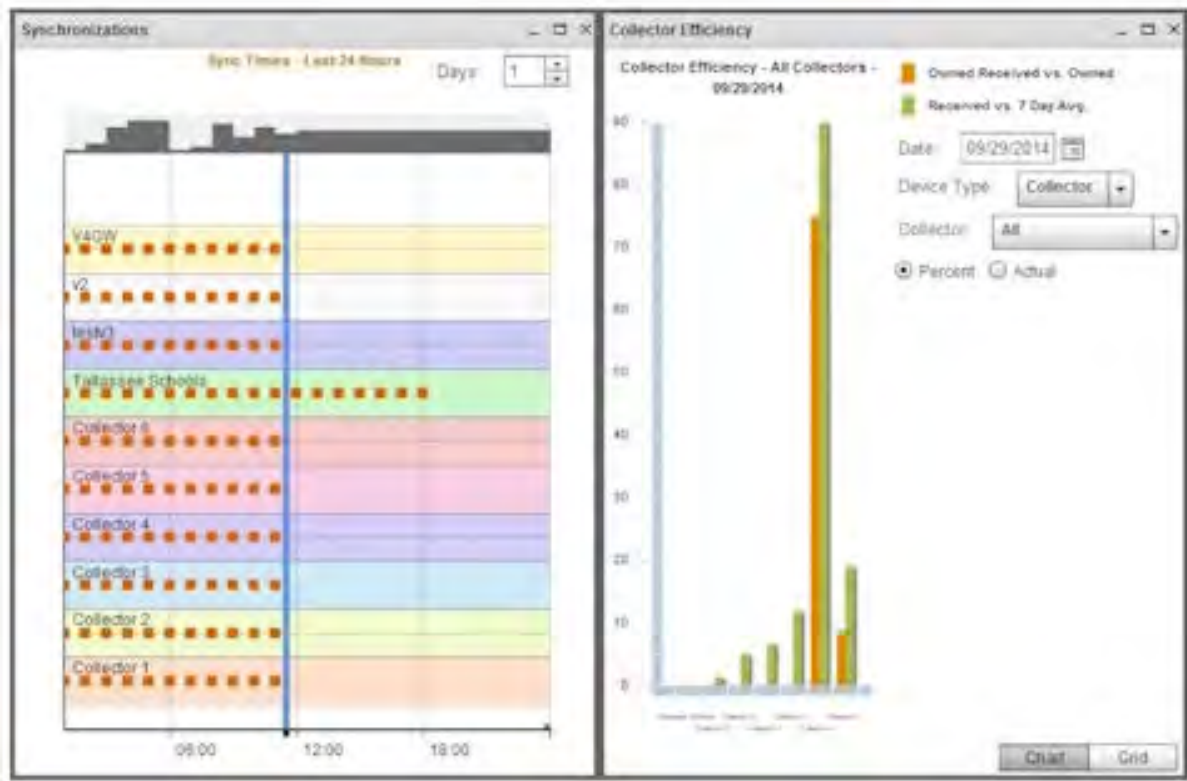 Synchronizations
Sync Times - Last 24 Hours
Days
1
V4GW
v2
testv3
Tallassee Schools
Collector 6
Collector 5
Collector 4
Collector 3
Collector 2
Collector 1
06:00
12:00
18:00
Collector Efficiency
Collector Efficiency - All Collectors -
09/29/2014
90
80
70
60
50
40
30
20
10
0
Owned Received vs. Owned
Received vs. 7 Day Avg.
Date: 09/29/2014
Device Type: Collector
Collector: All
Percent Actual
Chart Grid